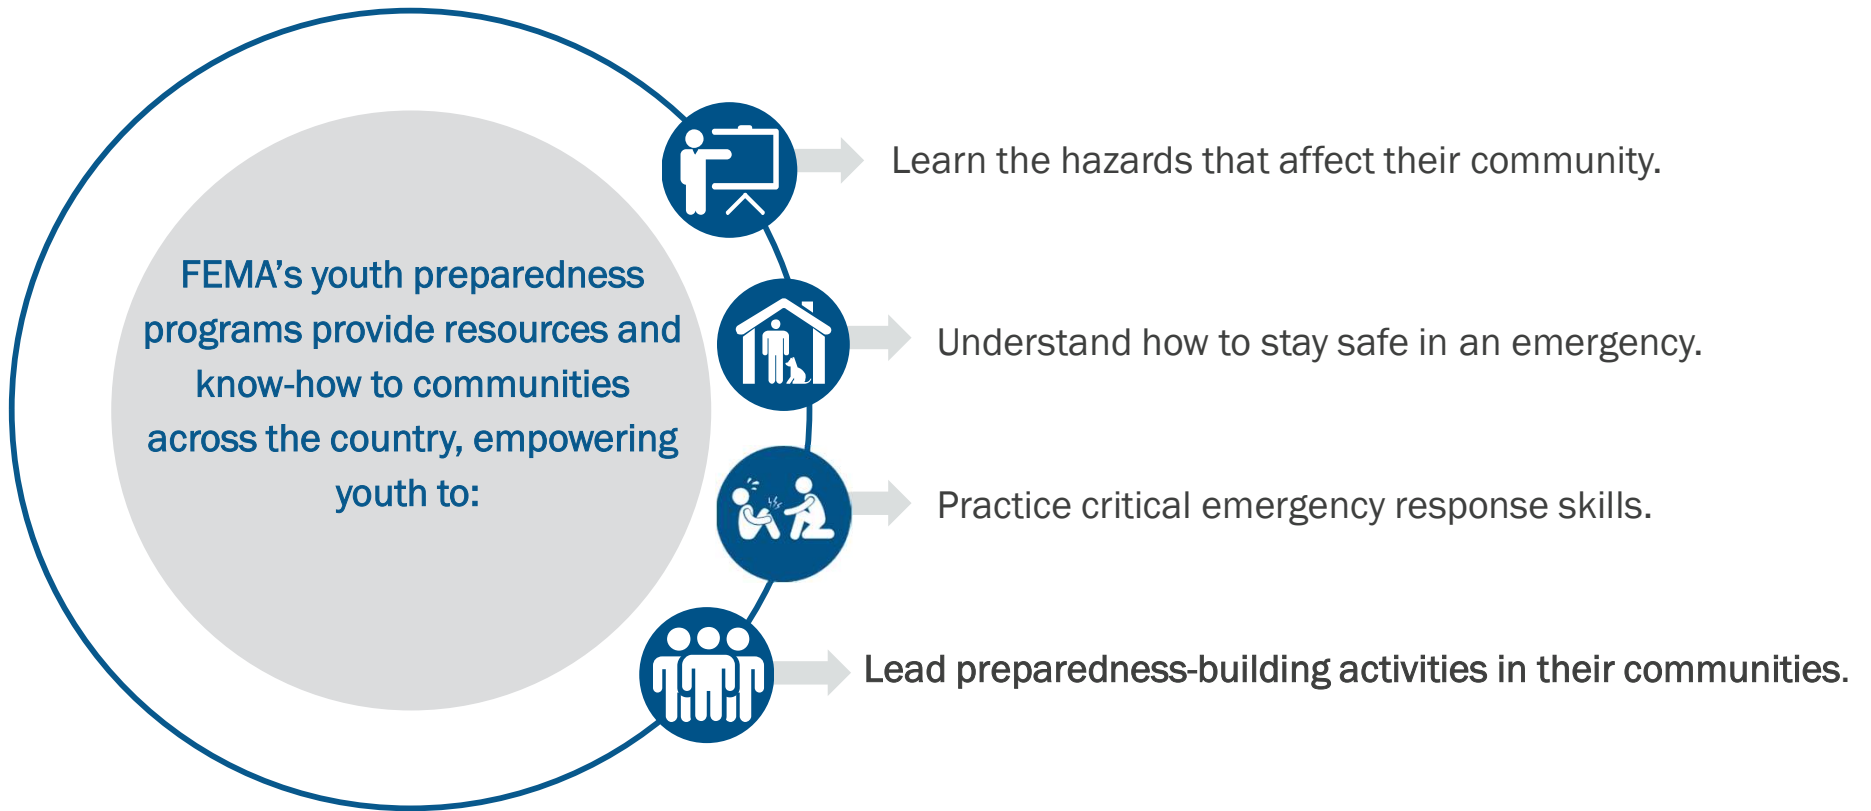 FEMA’s youth preparedness
programs provide resources and
know-how to communities
across the country, empowering
youth to:
Learn the hazards that affect their community.
Understand how to stay safe in an emergency.
Practice critical emergency response skills.
Lead preparedness-building activities in their communities.